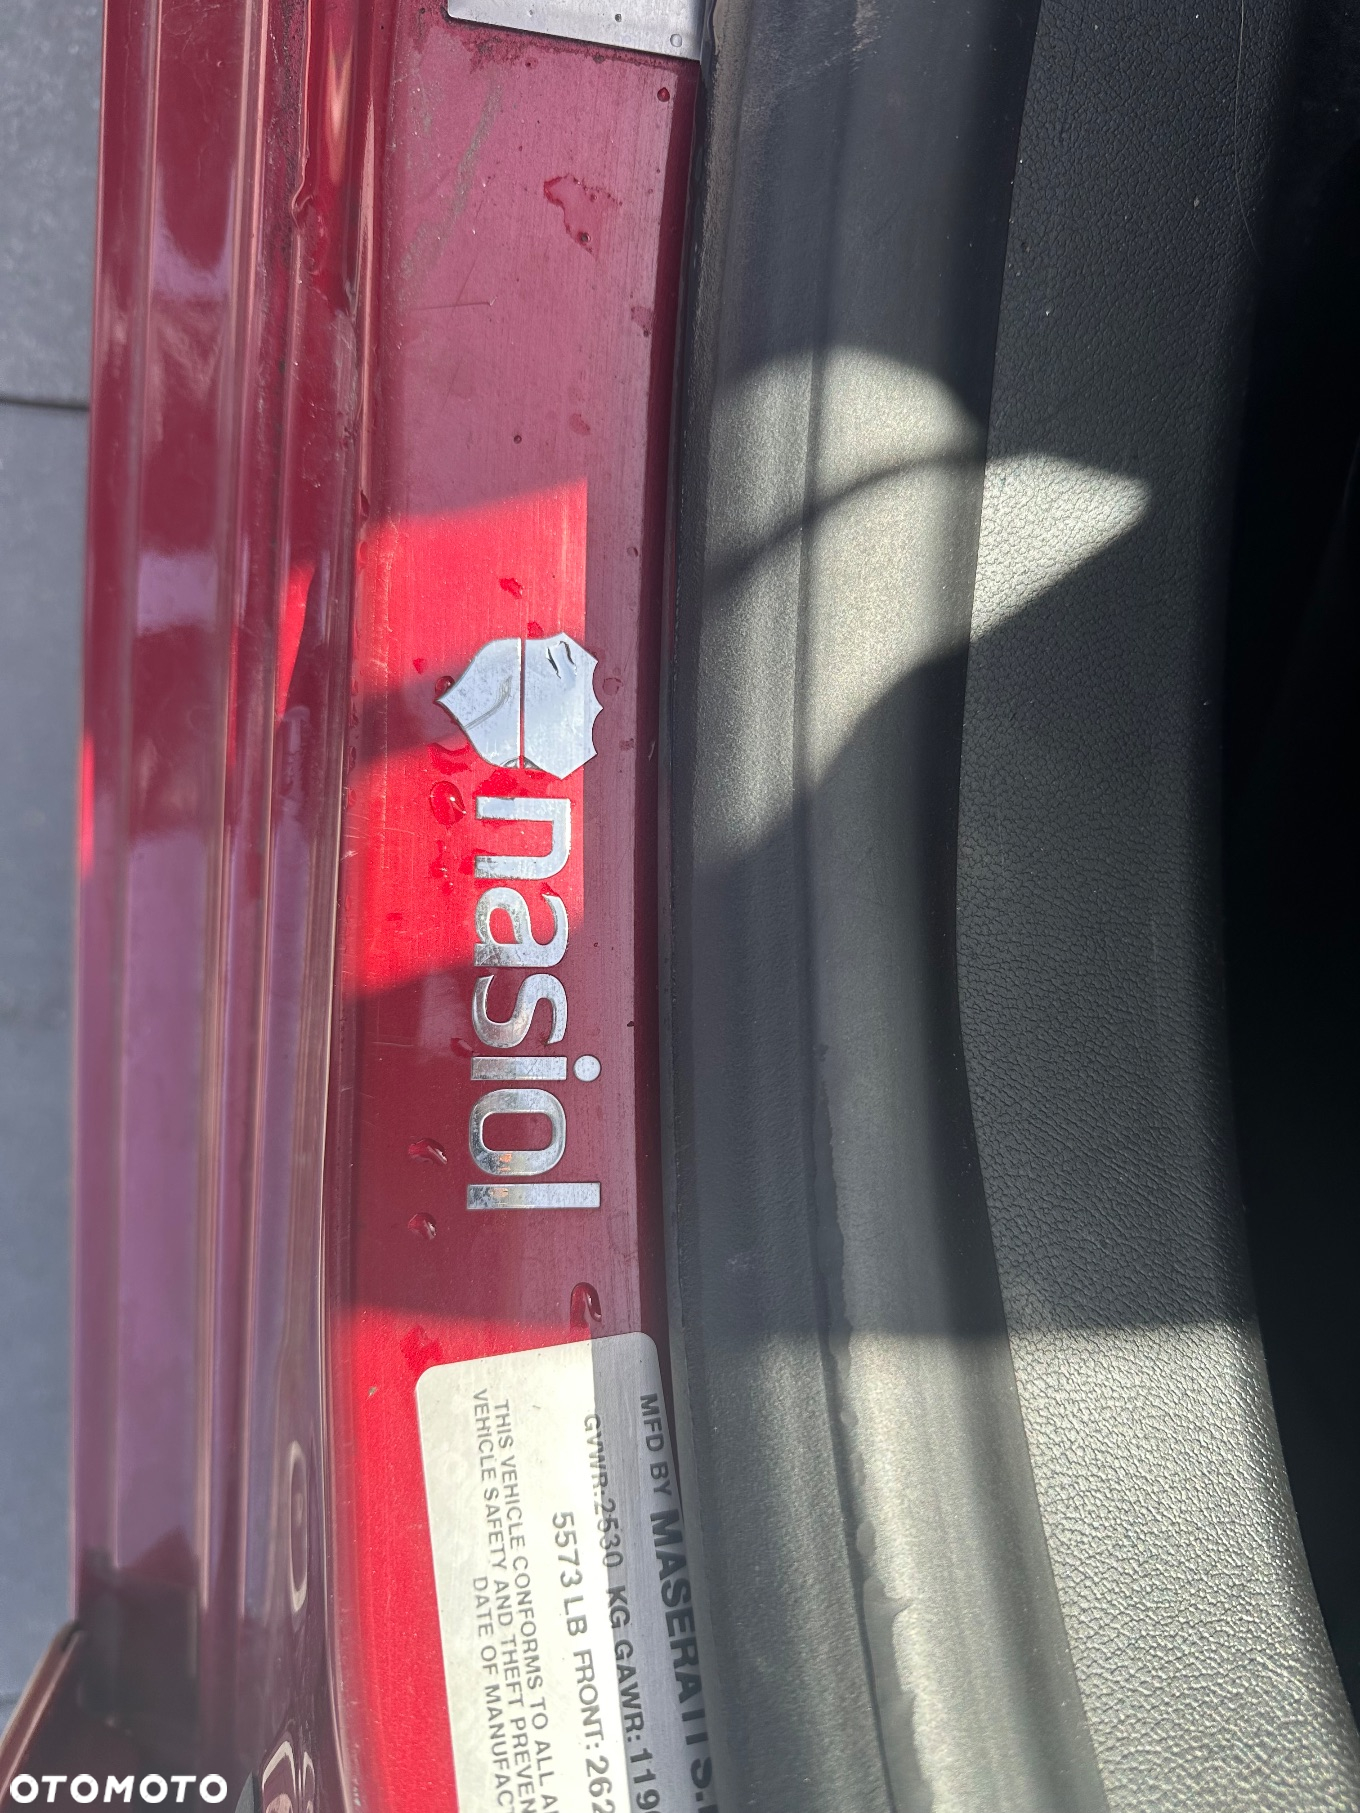 nasiol
MFD BY MASERATI S.
GVWR:2530 KG GAWR:119
5573 LB FRONT:262
THIS VEHICLE CONFORMS TO ALL
VEHICLE SAFETY AND THEFT PREVEN
DATE OF MANUFAC
OTOMOTO